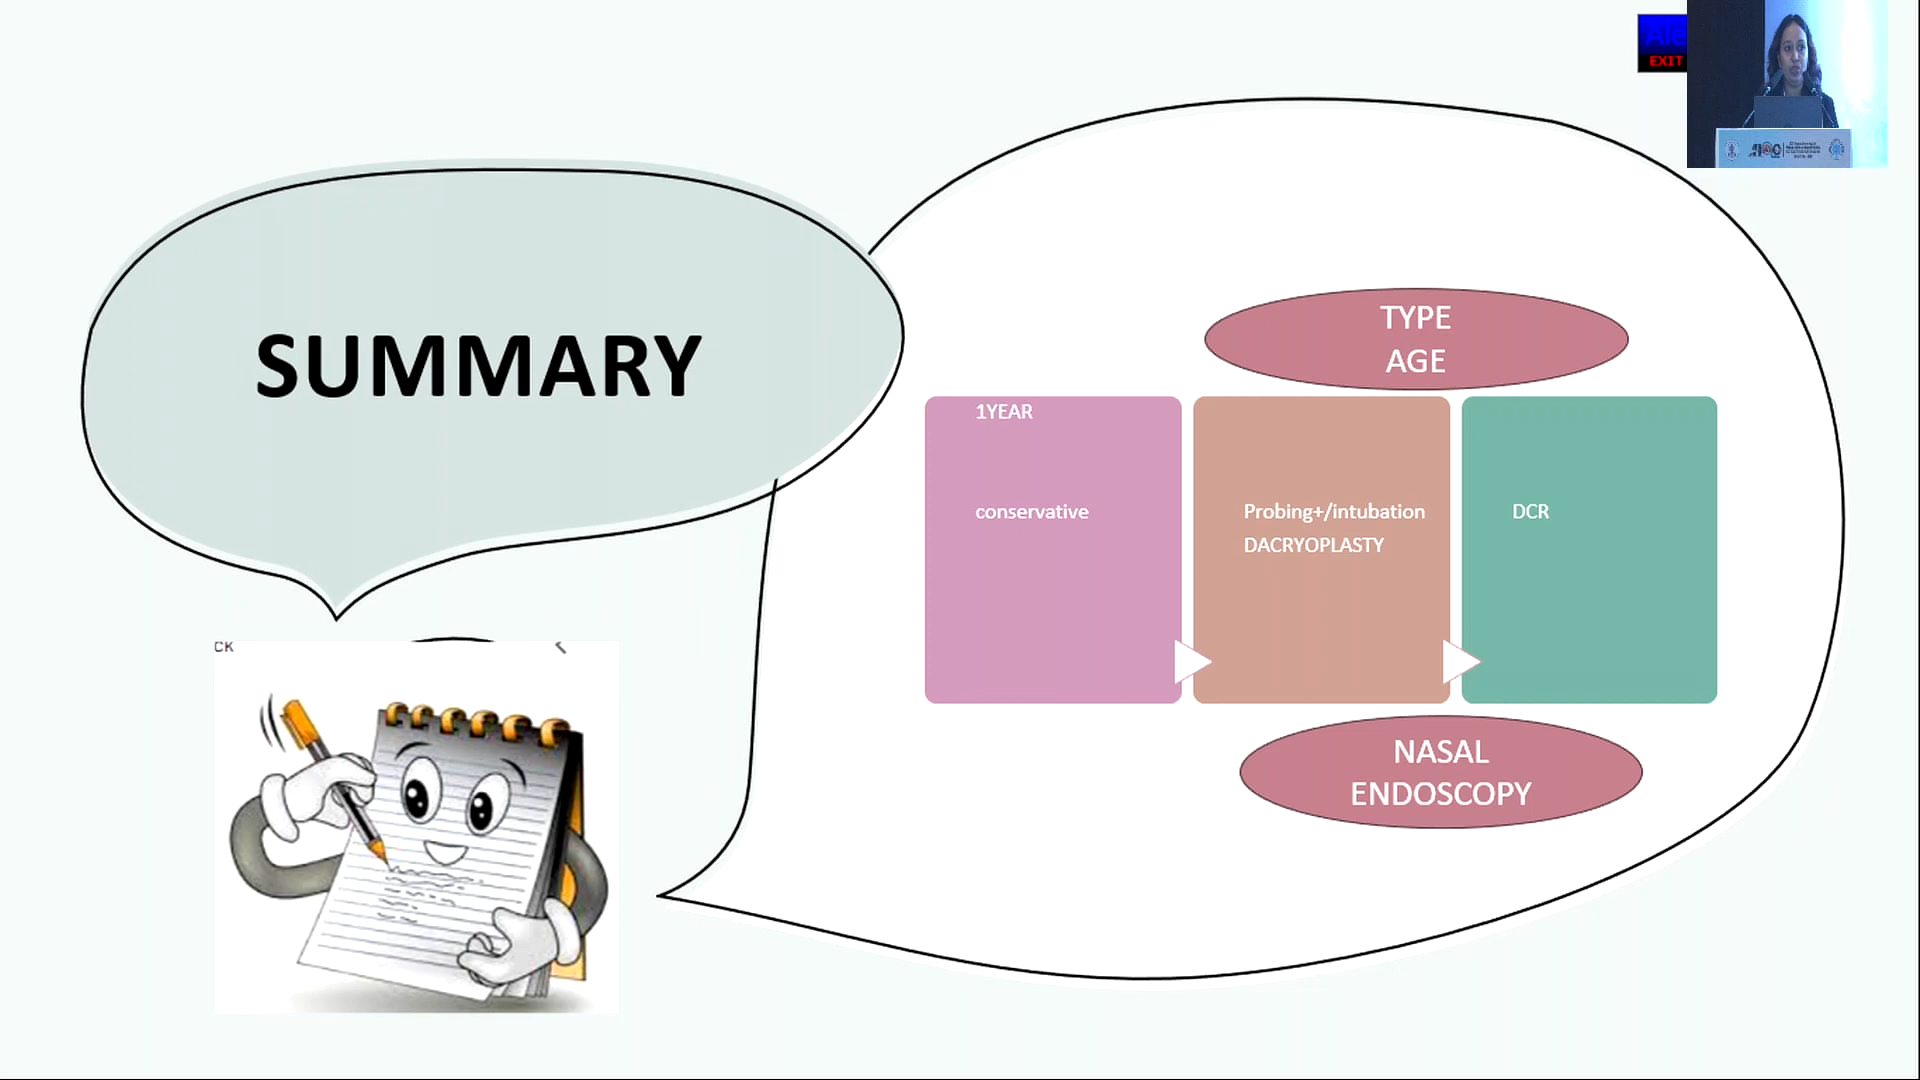 EXIT
SUMMARY
TYPE
AGE
1YEAR
conservative
Probing+/intubation
DACRYOPLASTY
DCR
NASAL
ENDOSCOPY
CK